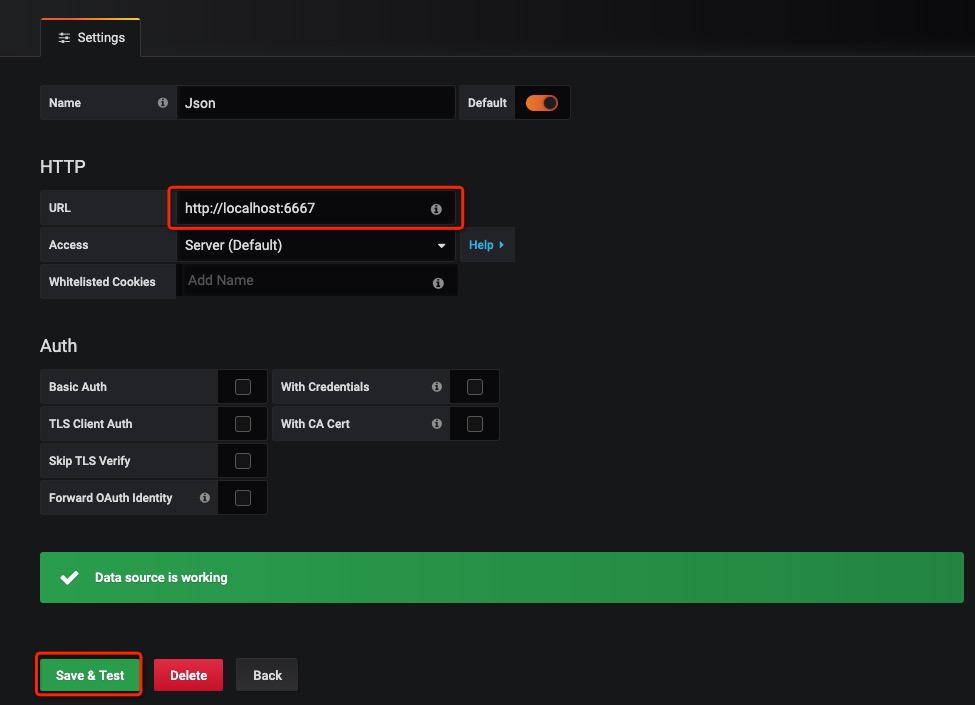 Settings
Name Json Default
HTTP
URL http://localhost:6667
Access Server (Default) Help
Whitelisted Cookies Add Name
Auth
Basic Auth With Credentials
TLS Client Auth With CA Cert
Skip TLS Verify
Forward OAuth Identity
Data source is working
Save & Test Delete Back